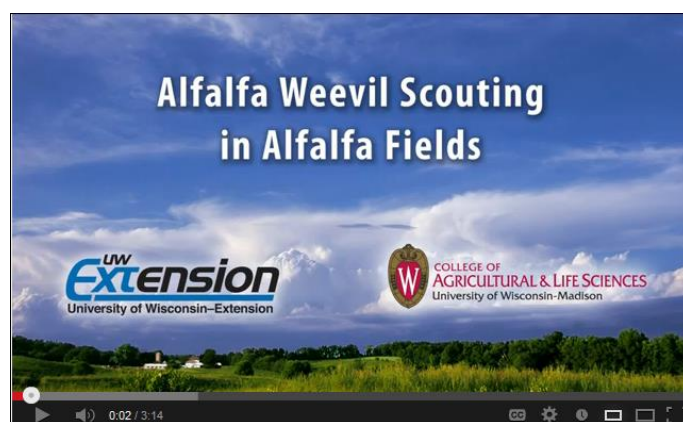 Alfalfa Weevil Scouting
in Alfalfa Fields
UW
Extension
University of Wisconsin–Extension
W
COLLEGE OF
AGRICULTURAL & LIFE SCIENCES
University of Wisconsin-Madison
0:02 / 3:14
CC